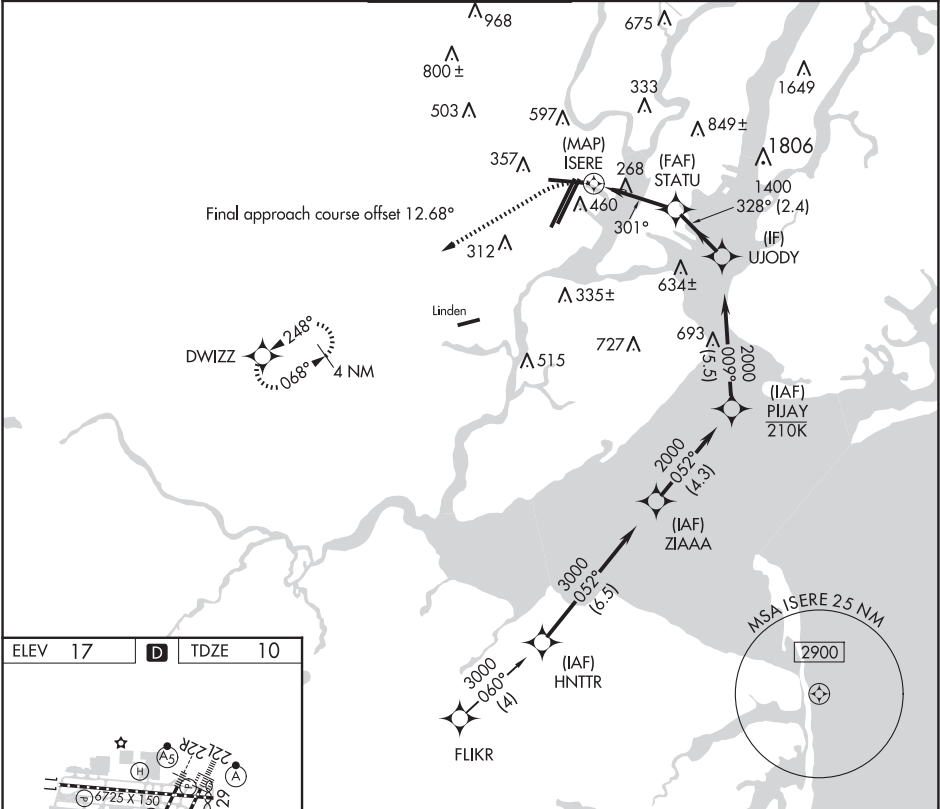 968
675
800 ±
1649
503
597
333
849±
1806
(MAP)
ISERE
357
268
(FAF)
STATU
1400
328° (2.4)
460
301°
Final approach course offset 12.68°
312
(IF)
UJODY
335±
634±
Linden
248°
DWIZZ
068°
4 NM
515
727
693
2000
009°
(5.5)
(IAF)
PIJAY
210K
2000
052°
(4.3)
(IAF)
ZIAAA
3000
052°
(6.5)
(IAF)
HNTTR
3000
060°
(4)
FLIKR
MSA ISERE 25 NM
2900
ELEV 17 D TDZE 10
22R
22L
A5
A
H
11
P
6725 X 150
P
29